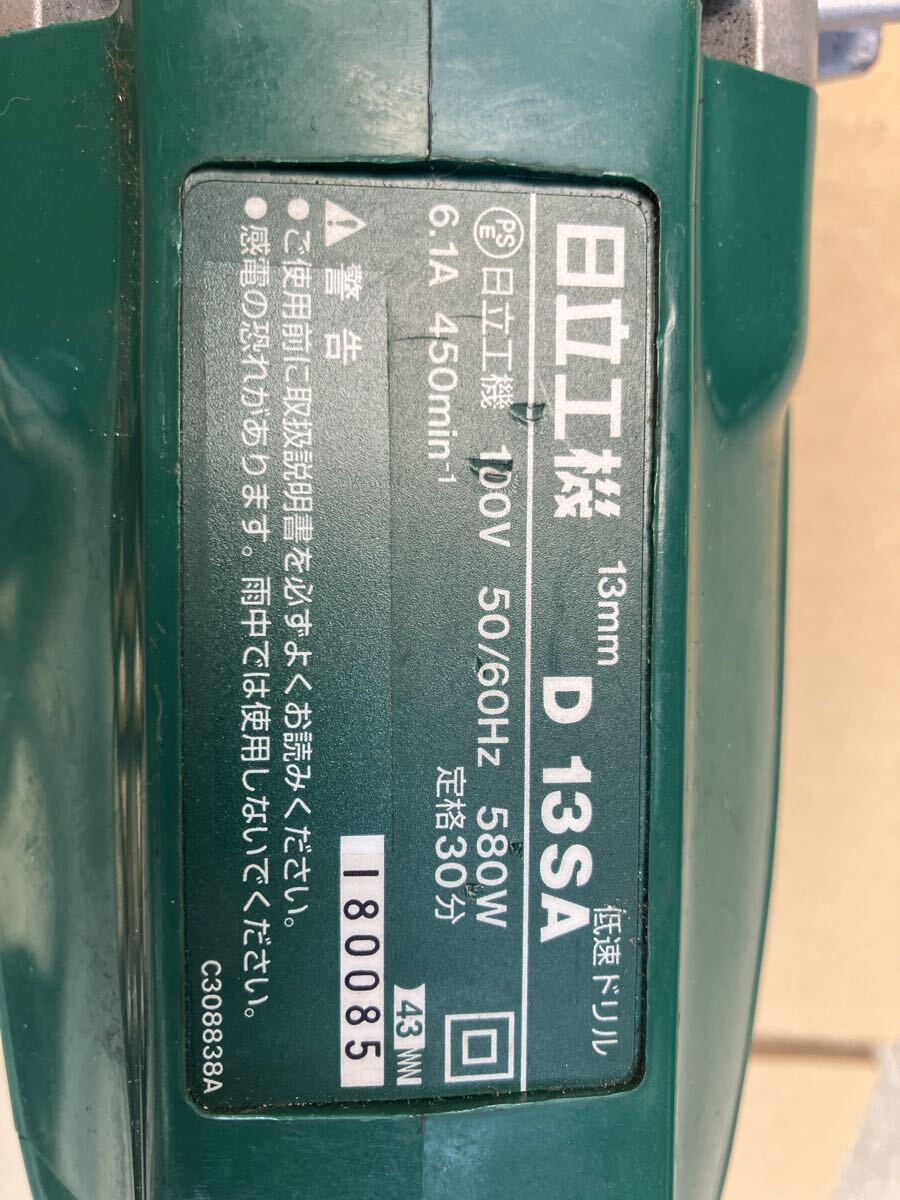 日立工機 13mm D 13SA 低速ドリル
PSE 日立工機 100V 50/60Hz 580W
6.1A 450min⁻¹ 定格30分
43
180085
⚠ 警告
● ご使用前に取扱説明書を必ずよくお読みください。
● 感電の恐れがあります。雨中では使用しないでください。
C308838A